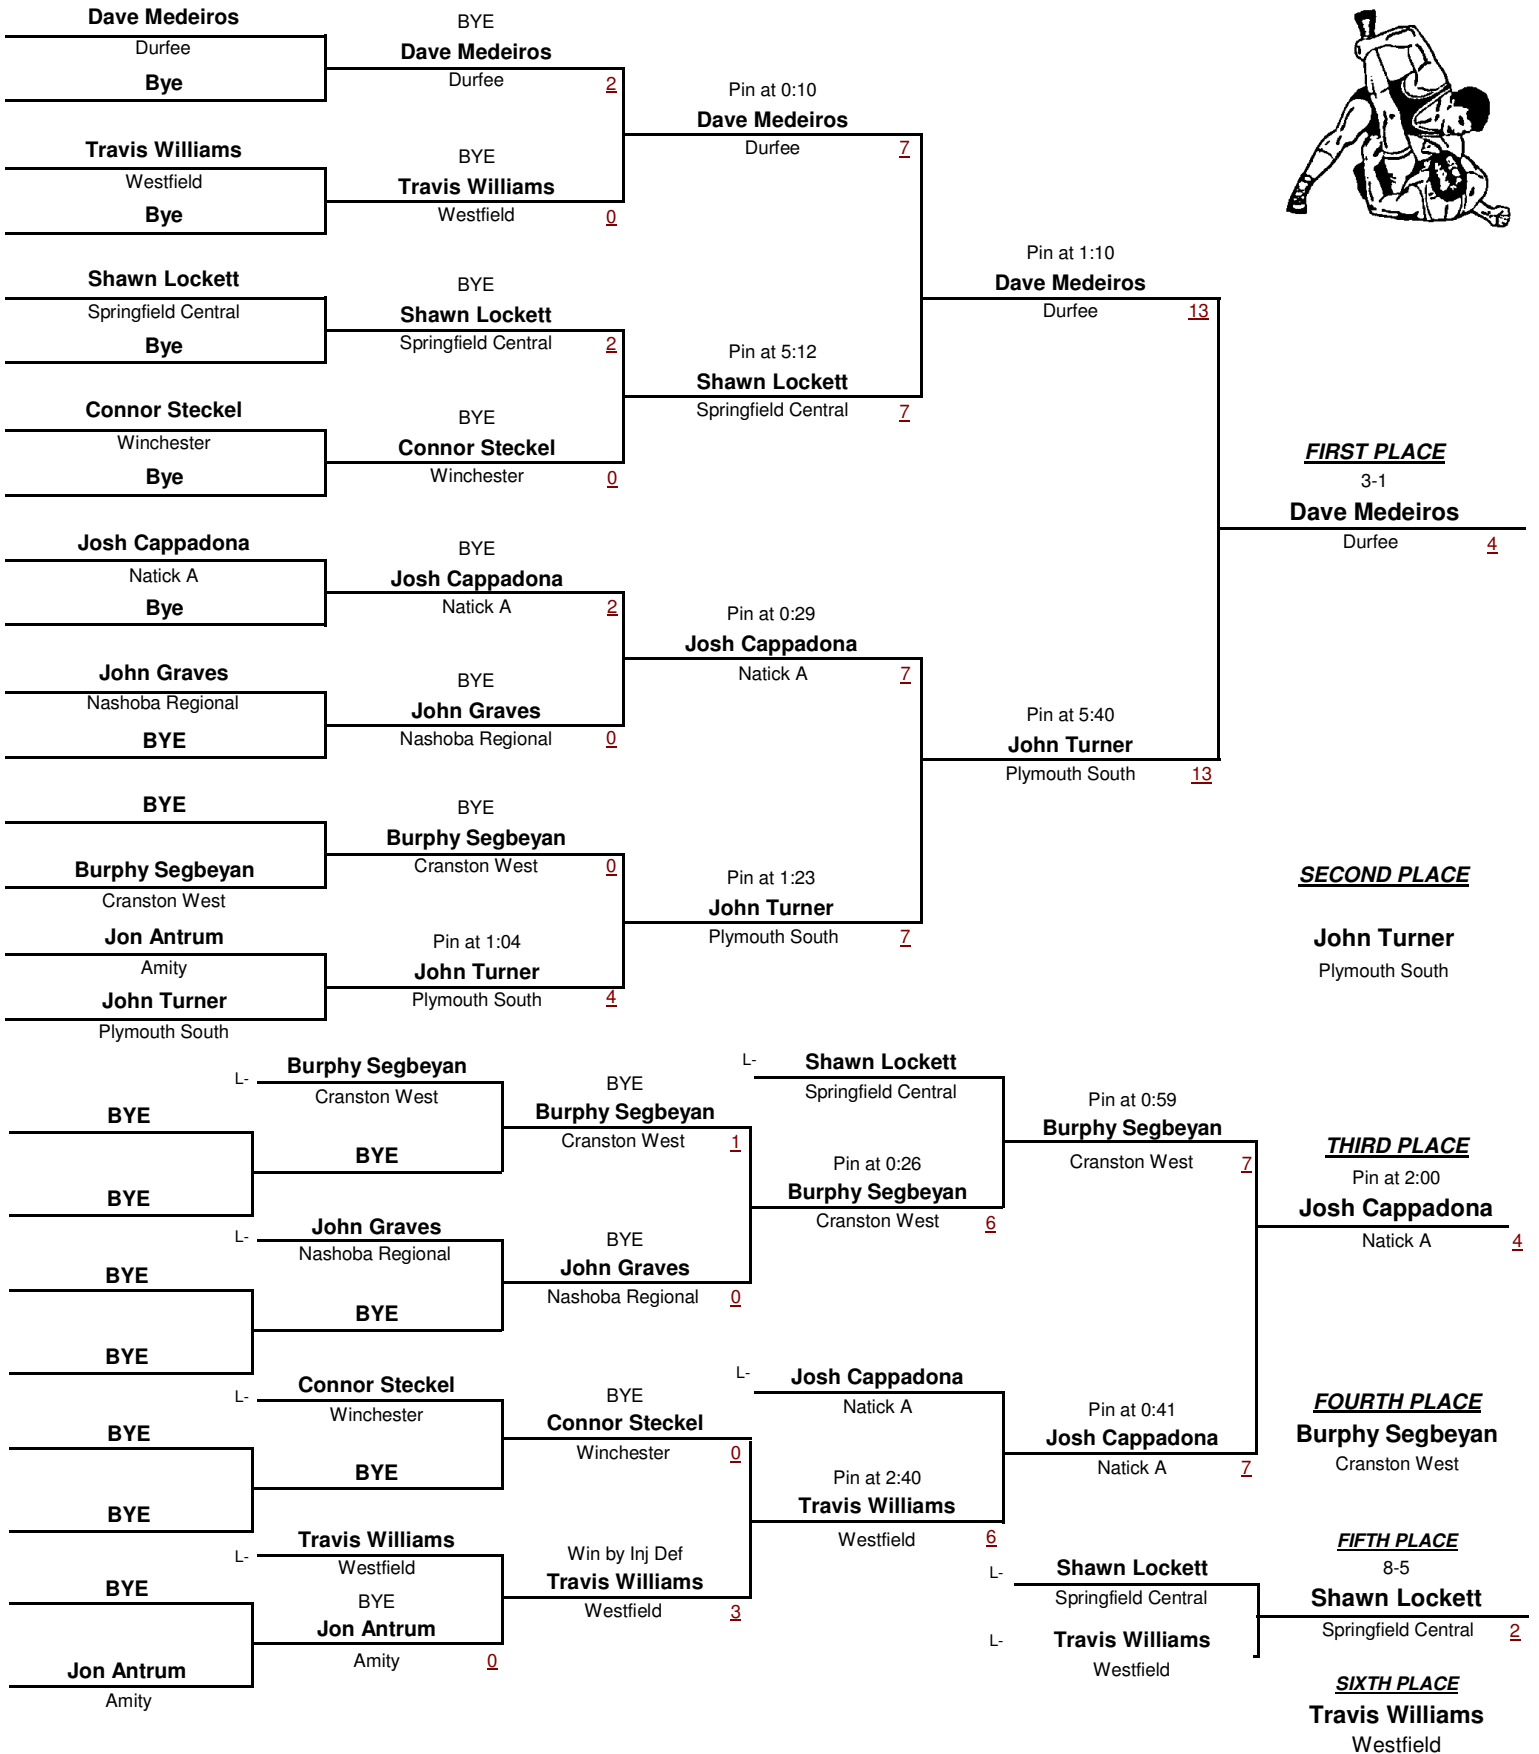 Dave Medeiros
Durfee
Bye
Travis Williams
Westfield
Bye
Shawn Lockett
Springfield Central
Bye
Connor Steckel
Winchester
Bye
Josh Cappadona
Natick A
Bye
John Graves
Nashoba Regional
BYE
BYE
Burphy Segbeyan
Cranston West
Jon Antrum
Amity
John Turner
Plymouth South
BYE
Dave Medeiros
Durfee 2
BYE
Travis Williams
Westfield 0
BYE
Shawn Lockett
Springfield Central 2
BYE
Connor Steckel
Winchester 0
BYE
Josh Cappadona
Natick A 2
BYE
John Graves
Nashoba Regional 0
BYE
Burphy Segbeyan
Cranston West 0
Pin at 1:04
John Turner
Plymouth South 4
Pin at 0:10
Dave Medeiros
Durfee 7
Pin at 5:12
Shawn Lockett
Springfield Central 7
Pin at 0:29
Josh Cappadona
Natick A 7
Pin at 1:23
John Turner
Plymouth South 7
Pin at 1:10
Dave Medeiros
Durfee 13
Pin at 5:40
John Turner
Plymouth South 13
FIRST PLACE
3-1
Dave Medeiros
Durfee 4
SECOND PLACE
John Turner
Plymouth South
BYE
BYE
BYE
BYE
BYE
BYE
BYE
Jon Antrum
Amity
L- Burphy Segbeyan
Cranston West
BYE
L- John Graves
Nashoba Regional
BYE
L- Connor Steckel
Winchester
BYE
L- Travis Williams
Westfield
BYE
Jon Antrum
Amity 0
BYE
Burphy Segbeyan
Cranston West 1
BYE
John Graves
Nashoba Regional 0
BYE
Connor Steckel
Winchester 0
Win by Inj Def
Travis Williams
Westfield 3
L- Shawn Lockett
Springfield Central
Pin at 0:26
Burphy Segbeyan
Cranston West 6
L- Josh Cappadona
Natick A
Pin at 2:40
Travis Williams
Westfield 6
Pin at 0:59
Burphy Segbeyan
Cranston West 7
Pin at 0:41
Josh Cappadona
Natick A 7
L- Shawn Lockett
Springfield Central
L- Travis Williams
Westfield
THIRD PLACE
Pin at 2:00
Josh Cappadona
Natick A 4
FOURTH PLACE
Burphy Segbeyan
Cranston West
FIFTH PLACE
8-5
Shawn Lockett
Springfield Central 2
SIXTH PLACE
Travis Williams
Westfield